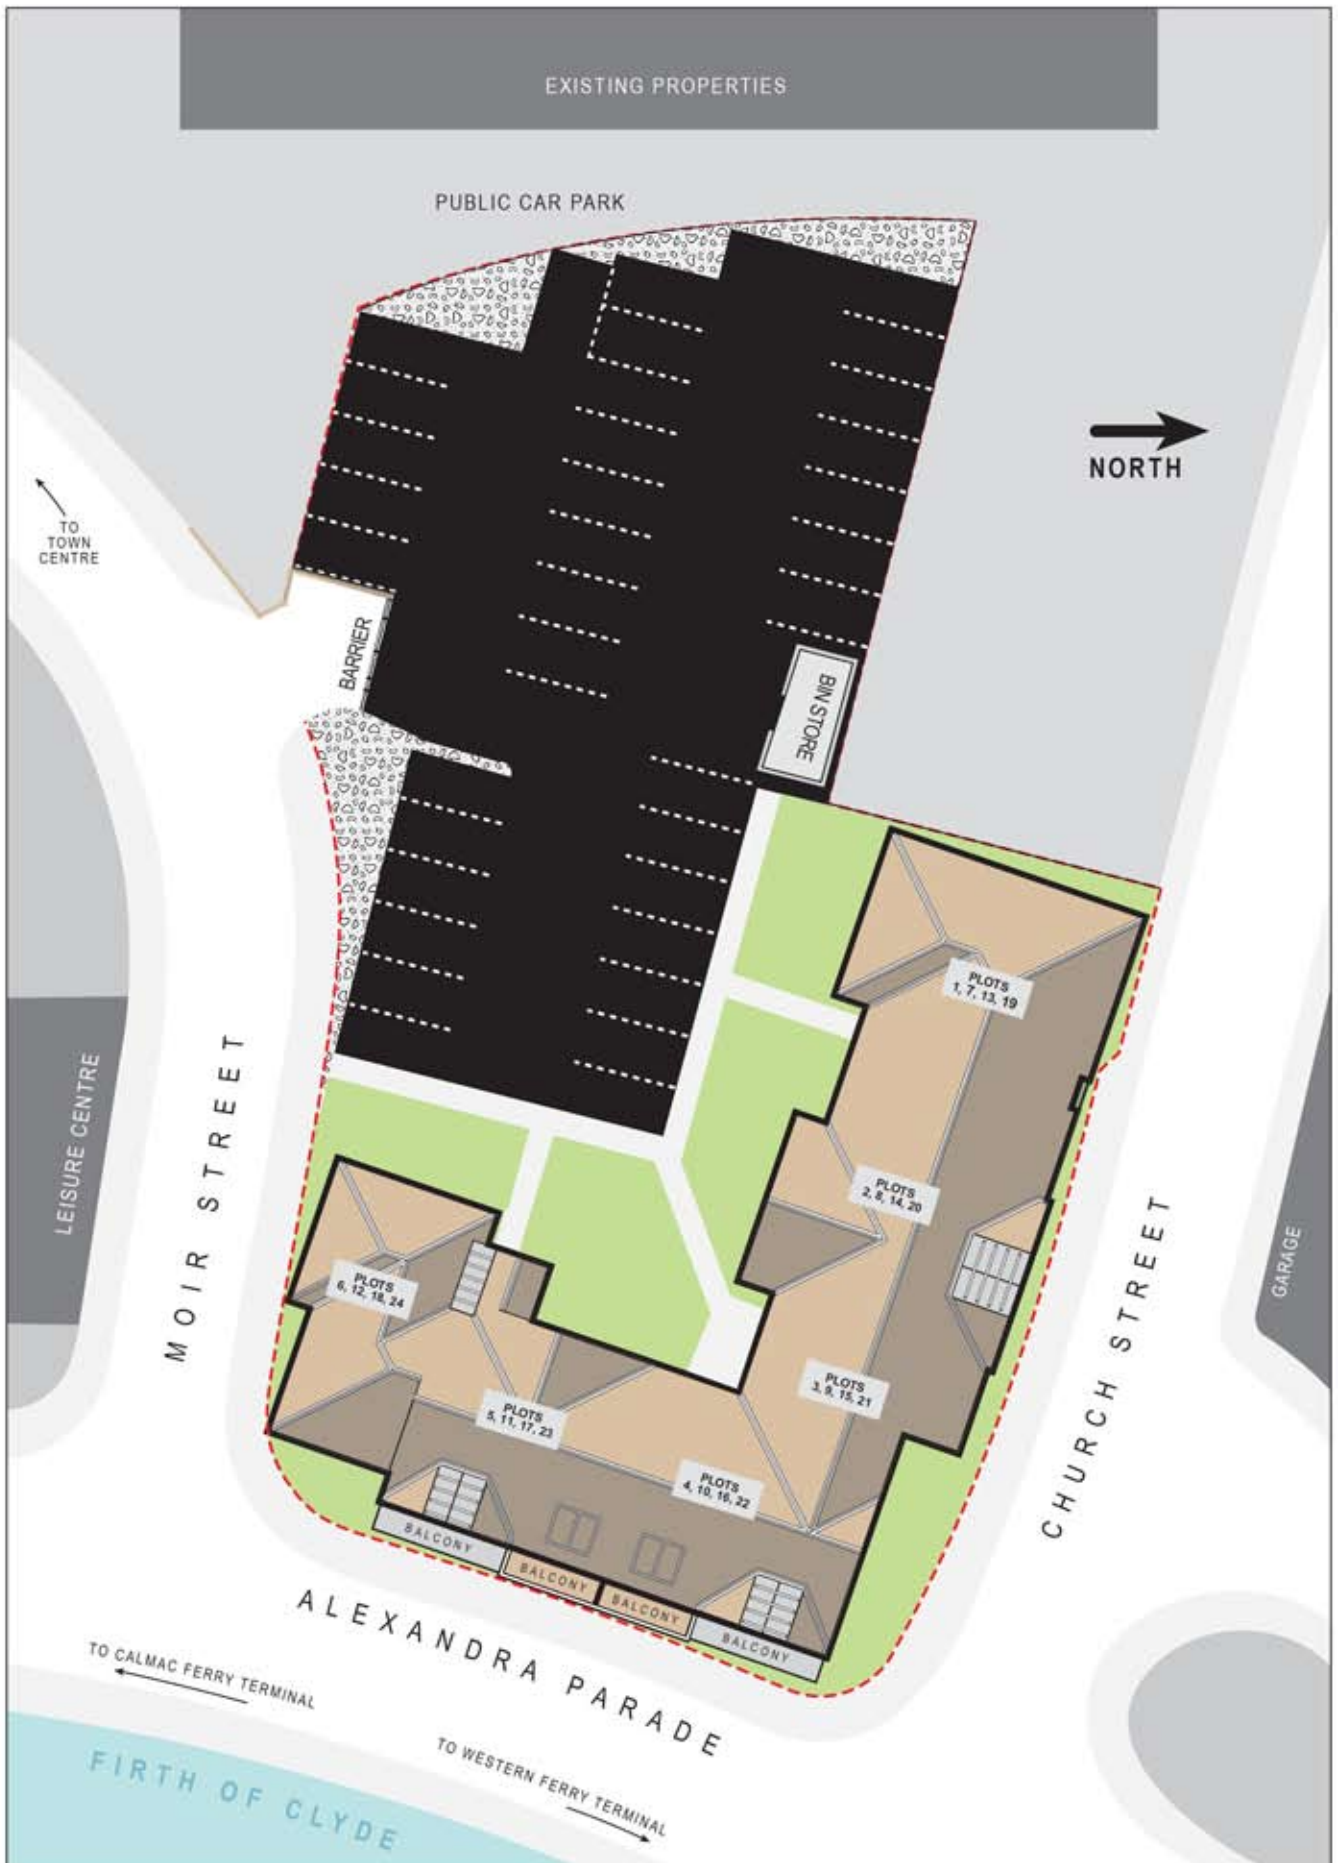 EXISTING PROPERTIES
PUBLIC CAR PARK
NORTH
TO
TOWN
CENTRE
BARRIER
BIN STORE
PLOTS
1, 7, 13, 19
LEISURE CENTRE
MOIR STREET
PLOTS
2, 8, 14, 20
CHURCH STREET
GARAGE
PLOTS
6, 12, 18, 24
PLOTS
3, 9, 15, 21
PLOTS
5, 11, 17, 23
PLOTS
4, 10, 16, 22
BALCONY
BALCONY
BALCONY
BALCONY
ALEXANDRA PARADE
TO CALMAC FERRY TERMINAL
TO WESTERN FERRY TERMINAL
FIRTH OF CLYDE